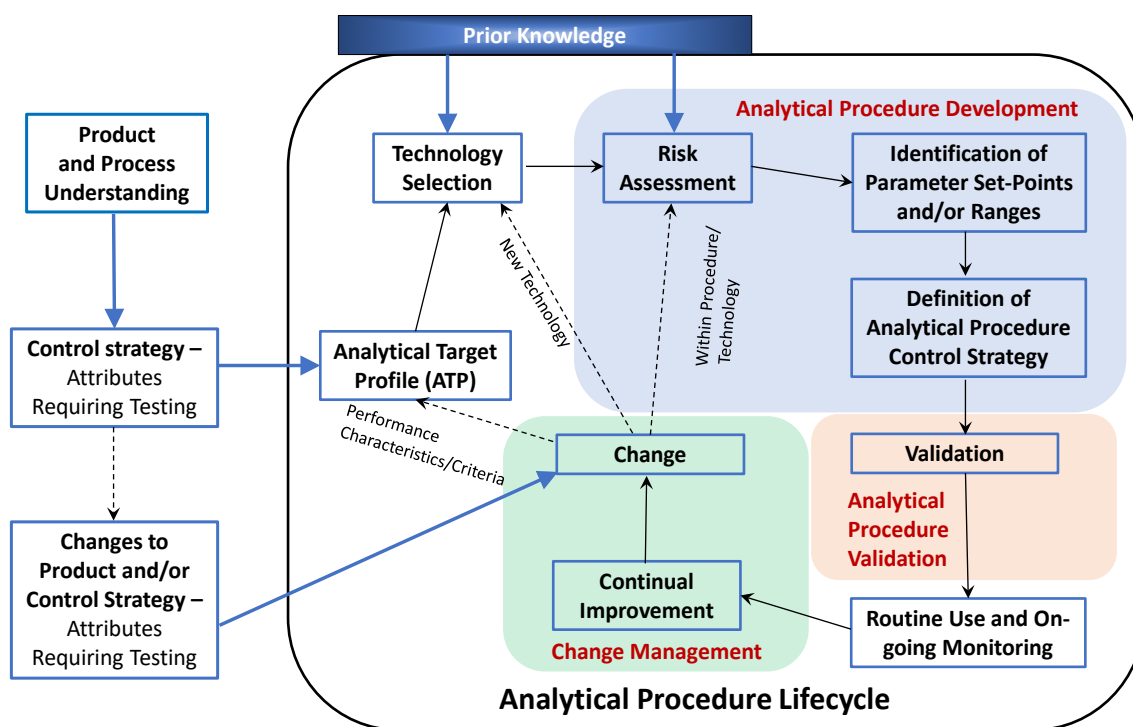 Prior Knowledge
Analytical Procedure Development
Product
and Process
Understanding
Technology
Selection
Risk
Assessment
Identification of
Parameter Set-Points
and/or Ranges
New Technology
Within Procedure/
Technology
Definition of
Analytical Procedure
Control Strategy
Control strategy –
Attributes
Requiring Testing
Analytical Target
Profile (ATP)
Performance
Characteristics/Criteria
Change
Validation
Analytical
Procedure
Validation
Changes to
Product and/or
Control Strategy –
Attributes
Requiring Testing
Continual
Improvement
Change Management
Routine Use and On-
going Monitoring
Analytical Procedure Lifecycle